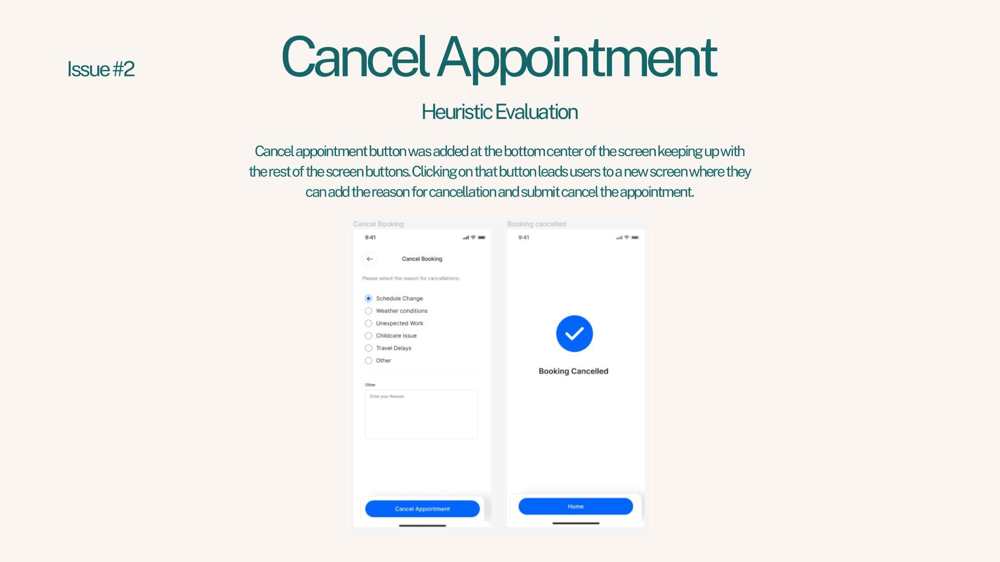 Issue #2
Cancel Appointment
Heuristic Evaluation
Cancel appointment button was added at the bottom center of the screen keeping up with
the rest of the screen buttons. Clicking on that button leads users to a new screen where they
can add the reason for cancellation and submit cancel the appointment.
Cancel Booking
9:41
Cancel Booking
Please select the reason for cancellations:
Schedule Change
Weather conditions
Unexpected Work
Childcare Issue
Travel Delays
Other
Other
Enter your Reason
Cancel Appointment
Booking cancelled
9:41
Booking Cancelled
Home